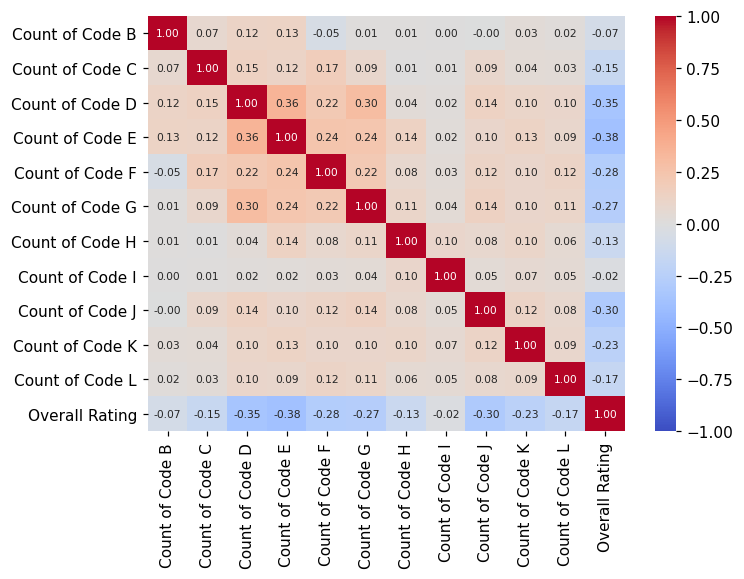 Count of Code B 1.00 0.07 0.12 0.13 -0.05 0.01 0.01 0.00 -0.00 0.03 0.02 -0.07
Count of Code C 0.07 1.00 0.15 0.12 0.17 0.09 0.01 0.01 0.09 0.04 0.03 -0.15
Count of Code D 0.12 0.15 1.00 0.36 0.22 0.30 0.04 0.02 0.14 0.10 0.10 -0.35
Count of Code E 0.13 0.12 0.36 1.00 0.24 0.24 0.14 0.02 0.10 0.13 0.09 -0.38
Count of Code F -0.05 0.17 0.22 0.24 1.00 0.22 0.08 0.03 0.12 0.10 0.12 -0.28
Count of Code G 0.01 0.09 0.30 0.24 0.22 1.00 0.11 0.04 0.14 0.10 0.11 -0.27
Count of Code H 0.01 0.01 0.04 0.14 0.08 0.11 1.00 0.10 0.08 0.10 0.06 -0.13
Count of Code I 0.00 0.01 0.02 0.02 0.03 0.04 0.10 1.00 0.05 0.07 0.05 -0.02
Count of Code J -0.00 0.09 0.14 0.10 0.12 0.14 0.08 0.05 1.00 0.12 0.08 -0.30
Count of Code K 0.03 0.04 0.10 0.13 0.10 0.10 0.10 0.07 0.12 1.00 0.09 -0.23
Count of Code L 0.02 0.03 0.10 0.09 0.12 0.11 0.06 0.05 0.08 0.09 1.00 -0.17
Overall Rating -0.07 -0.15 -0.35 -0.38 -0.28 -0.27 -0.13 -0.02 -0.30 -0.23 -0.17 1.00
Count of Code B
Count of Code C
Count of Code D
Count of Code E
Count of Code F
Count of Code G
Count of Code H
Count of Code I
Count of Code J
Count of Code K
Count of Code L
Overall Rating
1.00
0.75
0.50
0.25
0.00
−0.25
−0.50
−0.75
−1.00